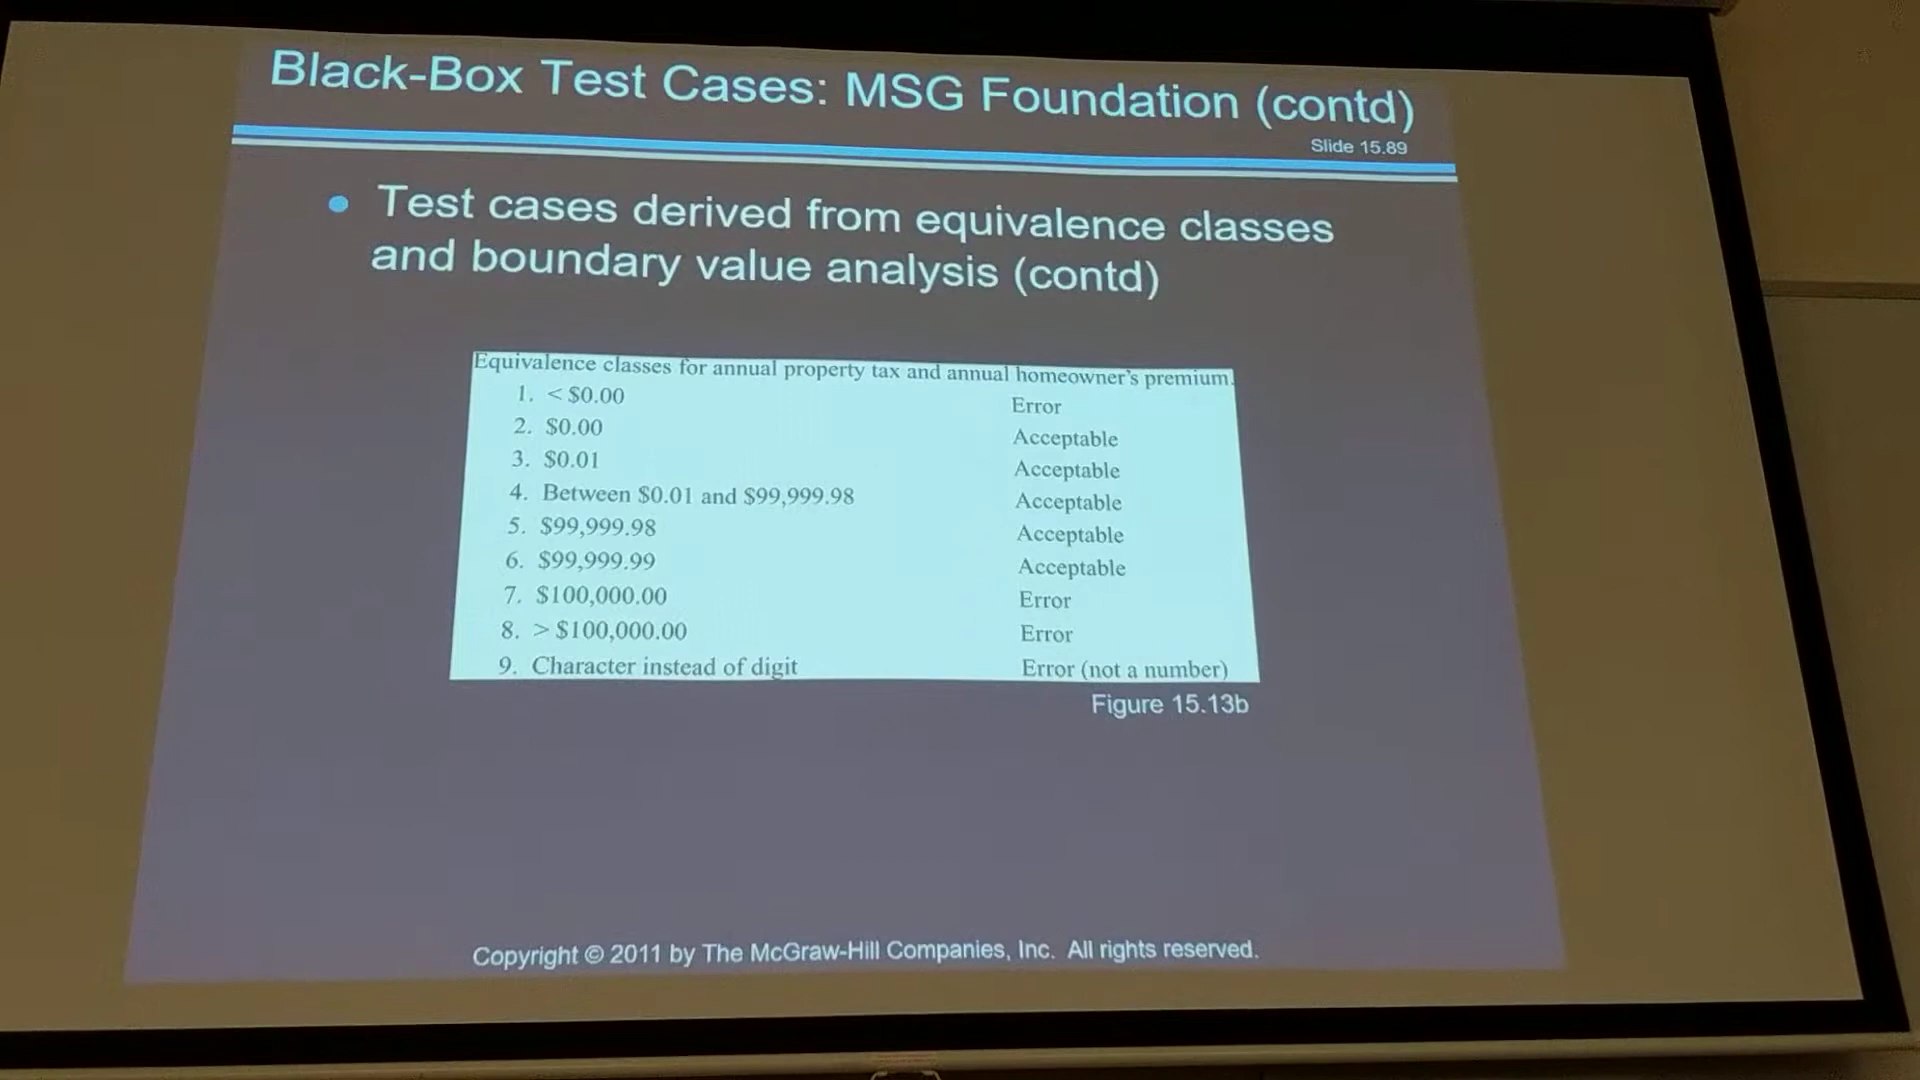 Black-Box Test Cases: MSG Foundation (contd)
Slide 15.89
• Test cases derived from equivalence classes
and boundary value analysis (contd)
Equivalence classes for annual property tax and annual homeowner's premium.
1. < $0.00 Error
2. $0.00 Acceptable
3. $0.01 Acceptable
4. Between $0.01 and $99,999.98 Acceptable
5. $99,999.98 Acceptable
6. $99,999.99 Acceptable
7. $100,000.00 Error
8. > $100,000.00 Error
9. Character instead of digit Error (not a number)
Figure 15.13b
Copyright © 2011 by The McGraw-Hill Companies, Inc. All rights reserved.